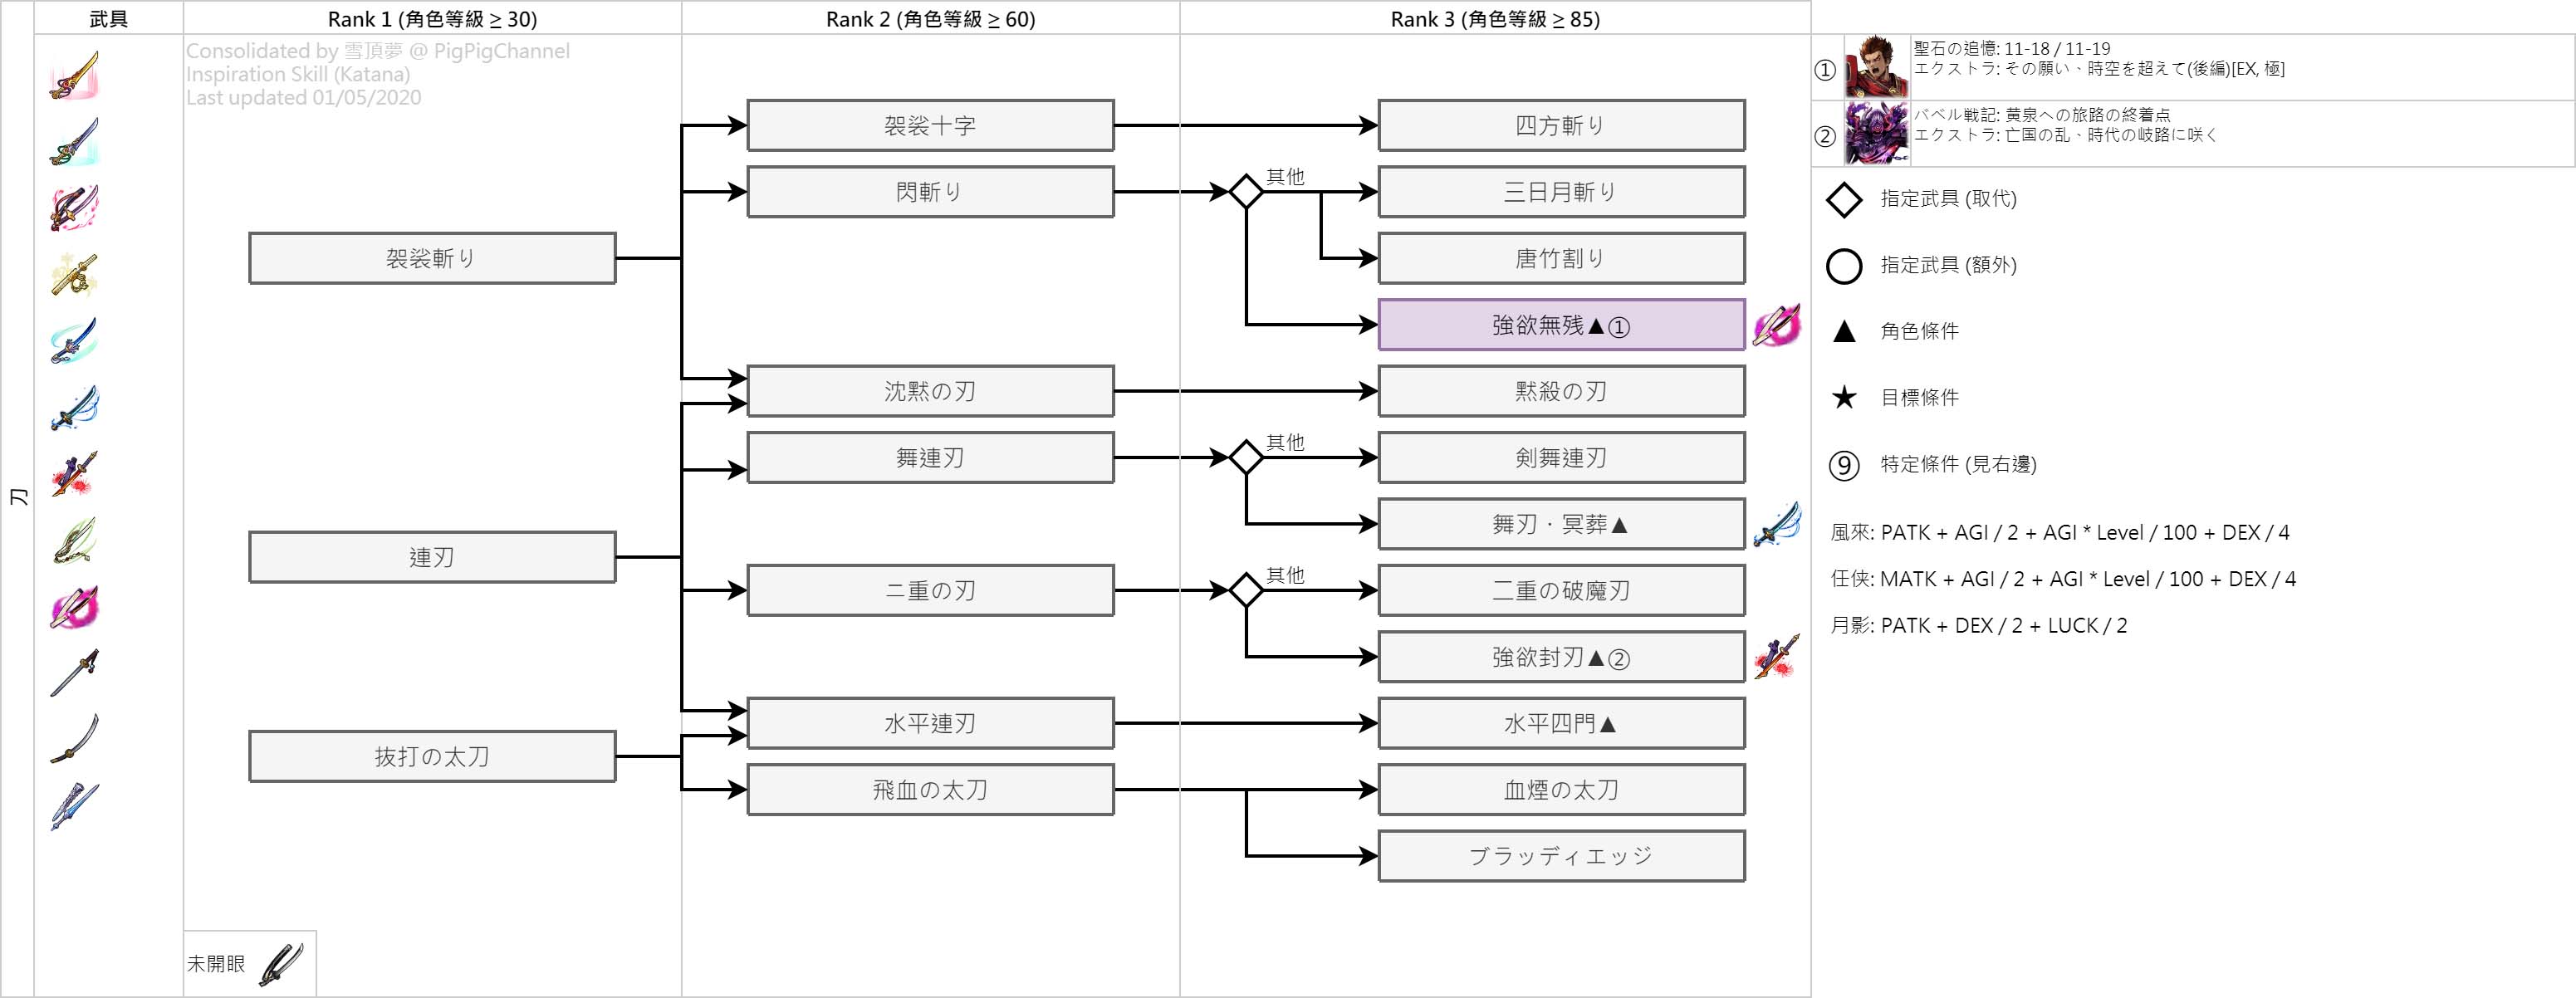 武具
Rank 1 (角色等級 ≥ 30)
Rank 2 (角色等級 ≥ 60)
Rank 3 (角色等級 ≥ 85)
Consolidated by 雪頂夢 @ PigPigChannel
Inspiration Skill (Katana)
Last updated 01/05/2020
刀
袈裟斬り
連刃
抜打の太刀
未開眼
袈裟十字
閃斬り
沈黙の刃
舞連刃
二重の刃
水平連刃
飛血の太刀
其他
其他
其他
四方斬り
三日月斬り
唐竹割り
強欲無残▲①
黙殺の刃
剣舞連刃
舞刃・冥葬▲
二重の破魔刃
強欲封刃▲②
水平四門▲
血煙の太刀
ブラッディエッジ
①
聖石の追憶: 11-18 / 11-19
エクストラ: その願い、時空を超えて(後編)[EX, 極]
②
バベル戦記: 黄泉への旅路の終着点
エクストラ: 亡国の乱、時代の岐路に咲く
指定武具 (取代)
指定武具 (額外)
▲ 角色條件
★ 目標條件
⑨ 特定條件 (見右邊)
風來: PATK + AGI / 2 + AGI * Level / 100 + DEX / 4
任侠: MATK + AGI / 2 + AGI * Level / 100 + DEX / 4
月影: PATK + DEX / 2 + LUCK / 2